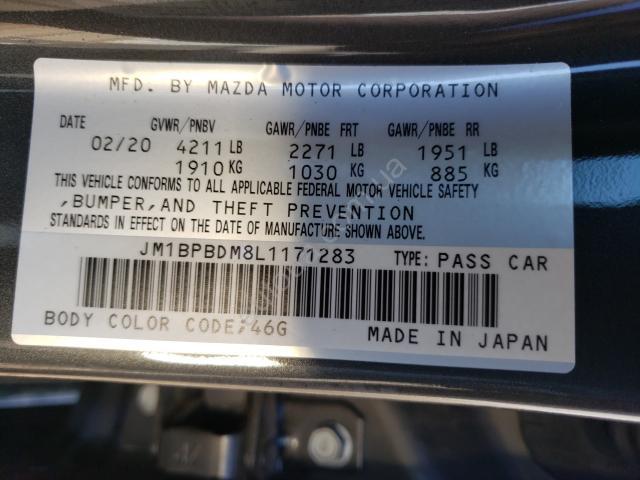 MFD. BY MAZDA MOTOR CORPORATION
DATE GVWR/PNBV GAWR/PNBE FRT GAWR/PNBE RR
02/20 4211 LB 2271 LB 1951 LB
1910 KG 1030 KG 885 KG
THIS VEHICLE CONFORMS TO ALL APPLICABLE FEDERAL MOTOR VEHICLE SAFETY
,BUMPER,AND THEFT PREVENTION
STANDARDS IN EFFECT ON THE DATE OF MANUFACTURE SHOWN ABOVE.
JM1BPBDM8L1171283 TYPE: PASS CAR
BODY COLOR CODE:46G MADE IN JAPAN